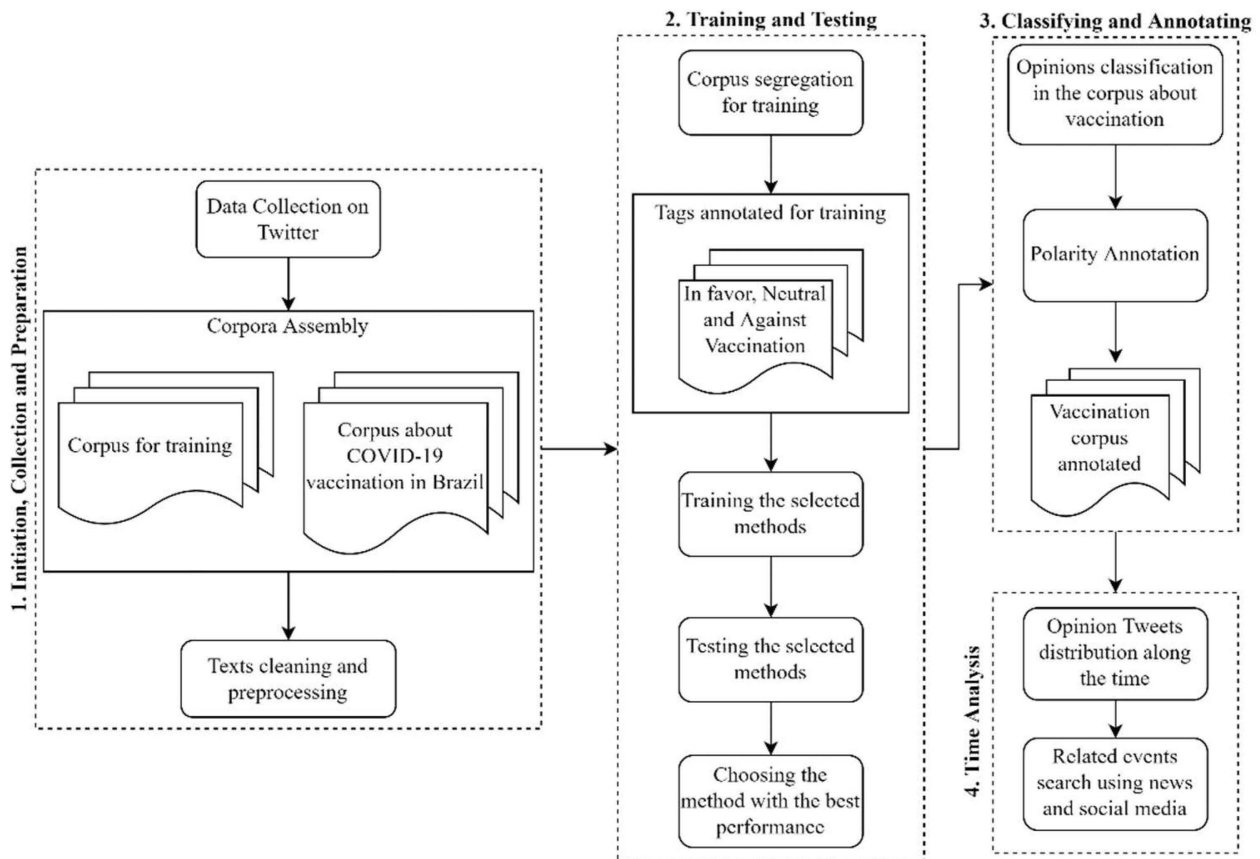 1. Initiation, Collection and Preparation
Data Collection on
Twitter
Corpora Assembly
Corpus for training
Corpus about
COVID-19
vaccination in Brazil
Texts cleaning and
preprocessing
2. Training and Testing
Corpus segregation
for training
Tags annotated for training
In favor, Neutral
and Against
Vaccination
Training the selected
methods
Testing the selected
methods
Choosing the
method with the best
performance
3. Classifying and Annotating
Opinions classification
in the corpus about
vaccination
Polarity Annotation
Vaccination
corpus
annotated
4. Time Analysis
Opinion Tweets
distribution along
the time
Related events
search using news
and social media